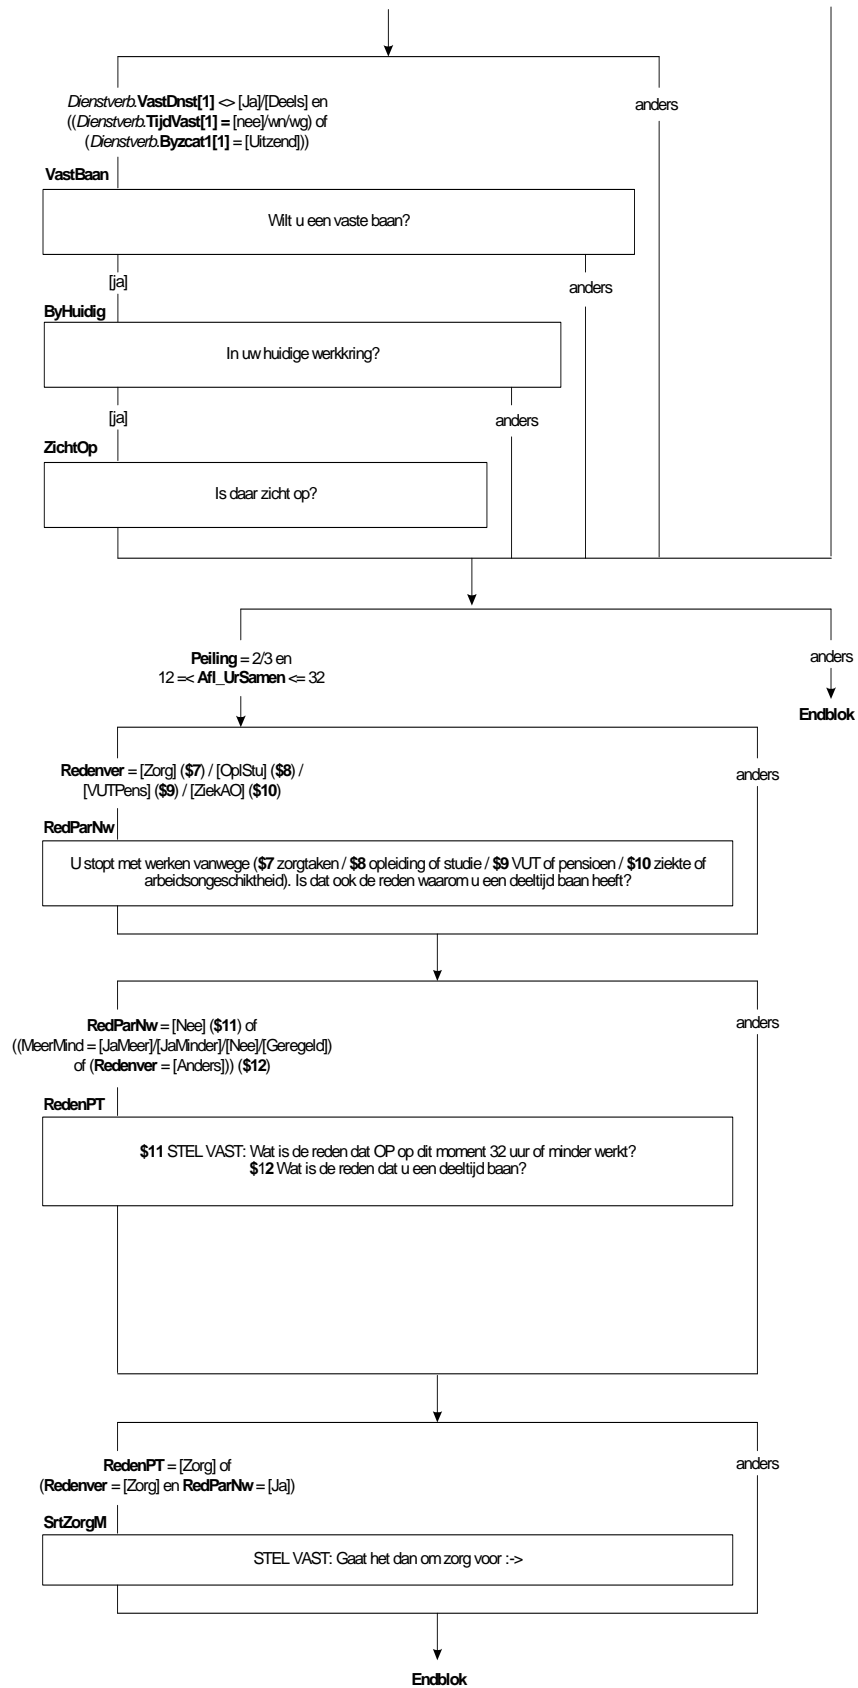 Dienstverb.VastDnst[1] <> [Ja]/[Deels] en
((Dienstverb.TijdVast[1] = [nee]/wn/wg) of
(Dienstverb.Byzcat1[1] = [Uitzend]))
anders
VastBaan
Wilt u een vaste baan?
[ja]
anders
ByHuidig
In uw huidige werkkring?
[ja]
anders
ZichtOp
Is daar zicht op?
Peiling = 2/3 en
12 =< Afl_UrSamen <= 32
anders
Endblok
Redenver = [Zorg] ($7) / [OplStu] ($8) /
[VUTPens] ($9) / [ZiekAO] ($10)
anders
RedParNw
U stopt met werken vanwege ($7 zorgtaken / $8 opleiding of studie / $9 VUT of pensioen / $10 ziekte of
arbeidsongeschiktheid). Is dat ook de reden waarom u een deeltijd baan heeft?
RedParNw = [Nee] ($11) of
((MeerMind = [JaMeer]/[JaMinder]/[Nee]/[Geregeld])
of (Redenver = [Anders])) ($12)
anders
RedenPT
$11 STEL VAST: Wat is de reden dat OP op dit moment 32 uur of minder werkt?
$12 Wat is de reden dat u een deeltijd baan?
RedenPT = [Zorg] of
(Redenver = [Zorg] en RedParNw = [Ja])
anders
SrtZorgM
STEL VAST: Gaat het dan om zorg voor :->
Endblok